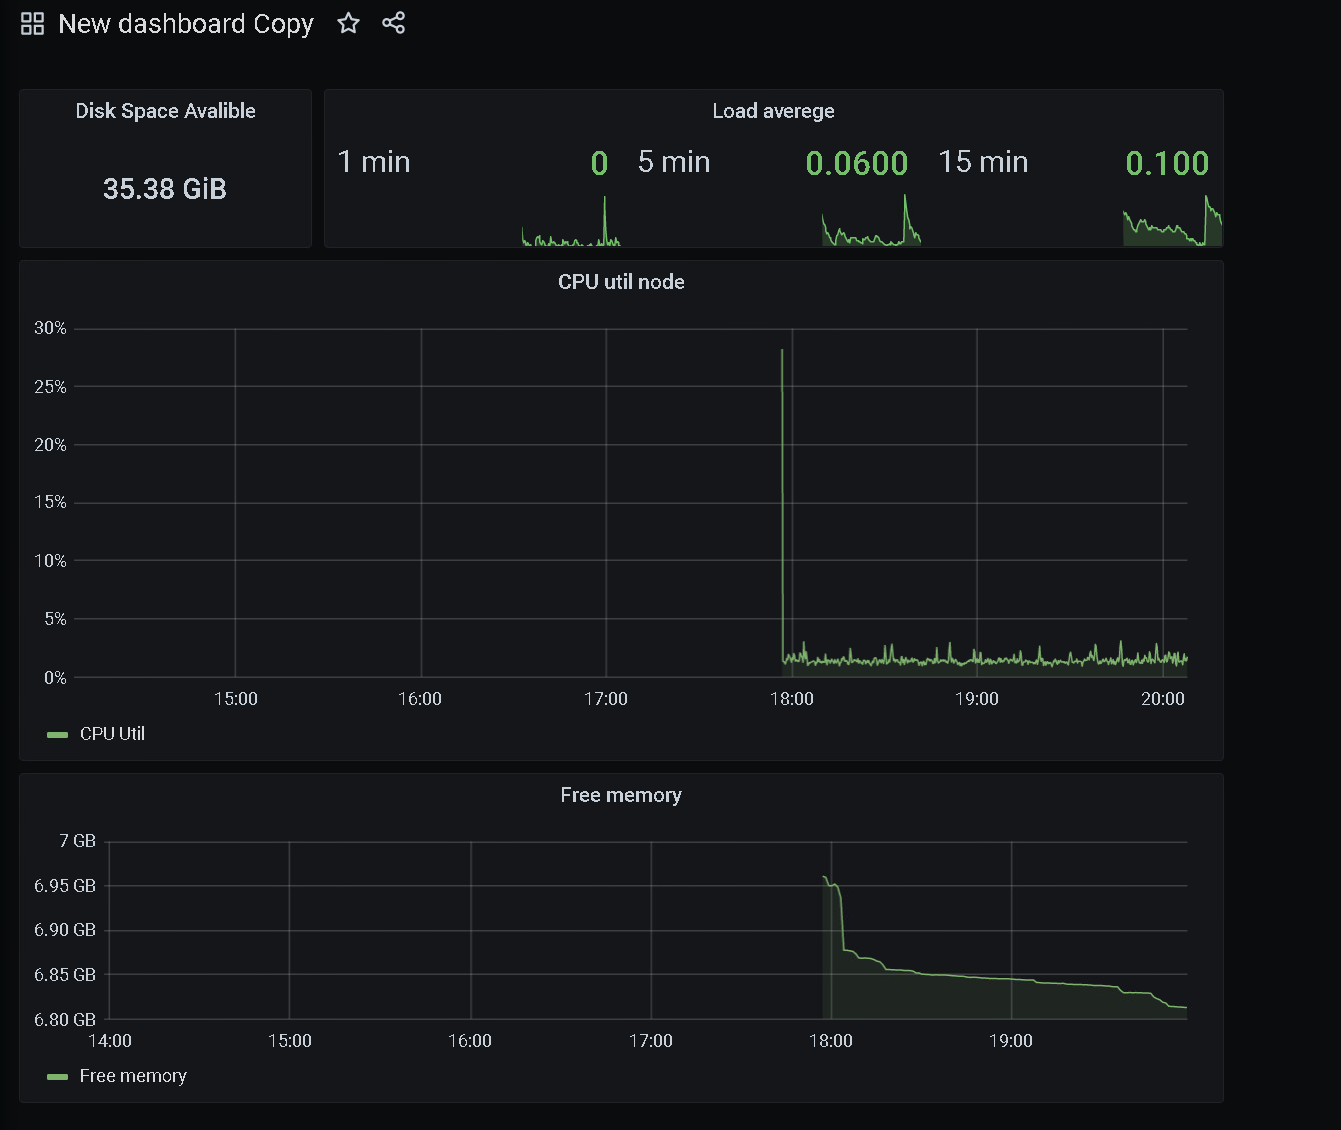 New dashboard Copy
Disk Space Avalible
35.38 GiB
Load averege
1 min 0 5 min 0.0600 15 min 0.100
CPU util node
30%
25%
20%
15%
10%
5%
0%
15:00 16:00 17:00 18:00 19:00 20:00
CPU Util
Free memory
7 GB
6.95 GB
6.90 GB
6.85 GB
6.80 GB
14:00 15:00 16:00 17:00 18:00 19:00
Free memory